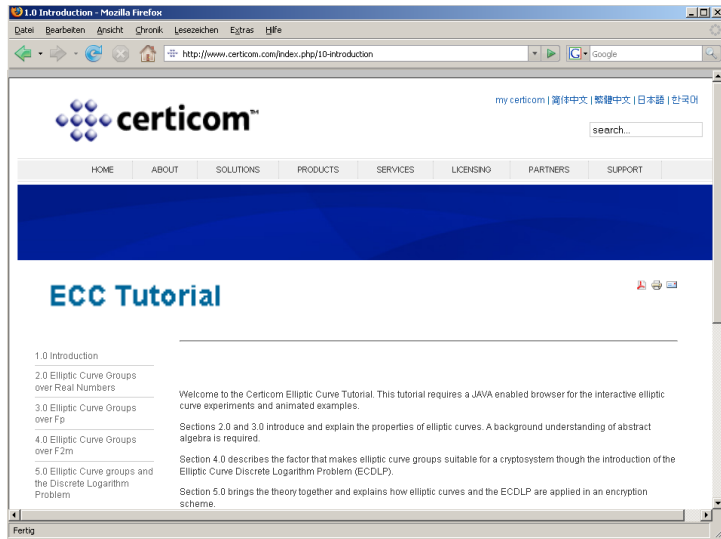 1.0 Introduction - Mozilla Firefox
Datei Bearbeiten Ansicht Chronik Lesezeichen Extras Hilfe
http://www.certicom.com/index.php/10-introduction
G Google
my certicom | 简体中文 | 繁體中文 | 日本語 | 한국어
certicom™
search...
HOME ABOUT SOLUTIONS PRODUCTS SERVICES LICENSING PARTNERS SUPPORT
ECC Tutorial
1.0 Introduction
2.0 Elliptic Curve Groups
over Real Numbers
3.0 Elliptic Curve Groups
over Fp
4.0 Elliptic Curve Groups
over F2m
5.0 Elliptic Curve groups and
the Discrete Logarithm
Problem
Welcome to the Certicom Elliptic Curve Tutorial. This tutorial requires a JAVA enabled browser for the interactive elliptic
curve experiments and animated examples.
Sections 2.0 and 3.0 introduce and explain the properties of elliptic curves. A background understanding of abstract
algebra is required.
Section 4.0 describes the factor that makes elliptic curve groups suitable for a cryptosystem though the introduction of the
Elliptic Curve Discrete Logarithm Problem (ECDLP).
Section 5.0 brings the theory together and explains how elliptic curves and the ECDLP are applied in an encryption
scheme.
Fertig